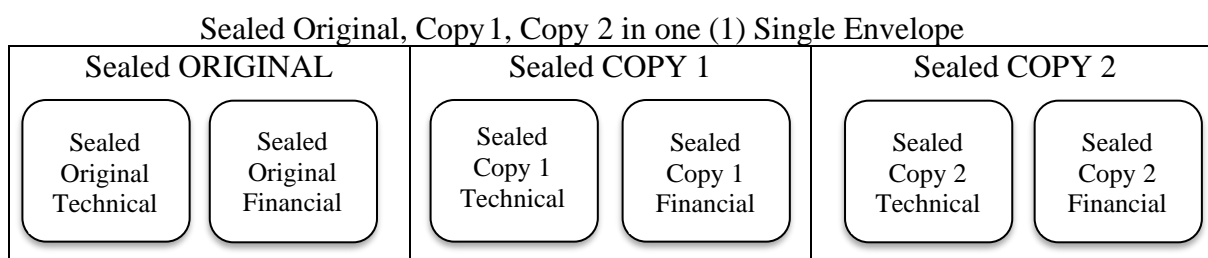 Sealed Original, Copy 1, Copy 2 in one (1) Single Envelope
Sealed ORIGINAL
Sealed
Original
Technical
Sealed
Original
Financial
Sealed COPY 1
Sealed
Copy 1
Technical
Sealed
Copy 1
Financial
Sealed COPY 2
Sealed
Copy 2
Technical
Sealed
Copy 2
Financial